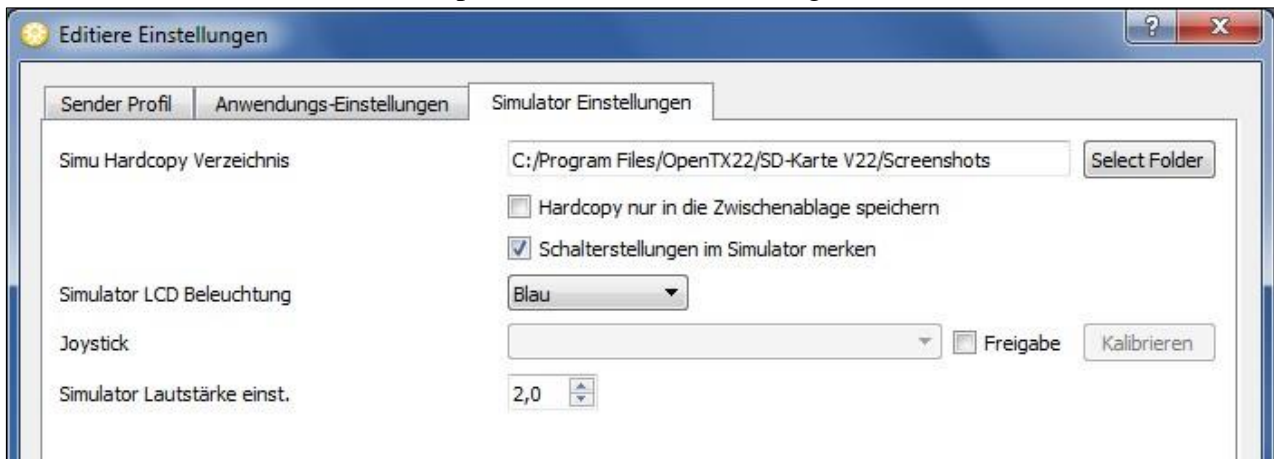 Editiere Einstellungen
Sender Profil Anwendungs-Einstellungen Simulator Einstellungen
Simu Hardcopy Verzeichnis C:/Program Files/OpenTX22/SD-Karte V22/Screenshots Select Folder
Hardcopy nur in die Zwischenablage speichern
Schalterstellungen im Simulator merken
Simulator LCD Beleuchtung Blau
Joystick Freigabe Kalibrieren
Simulator Lautstärke einst. 2,0